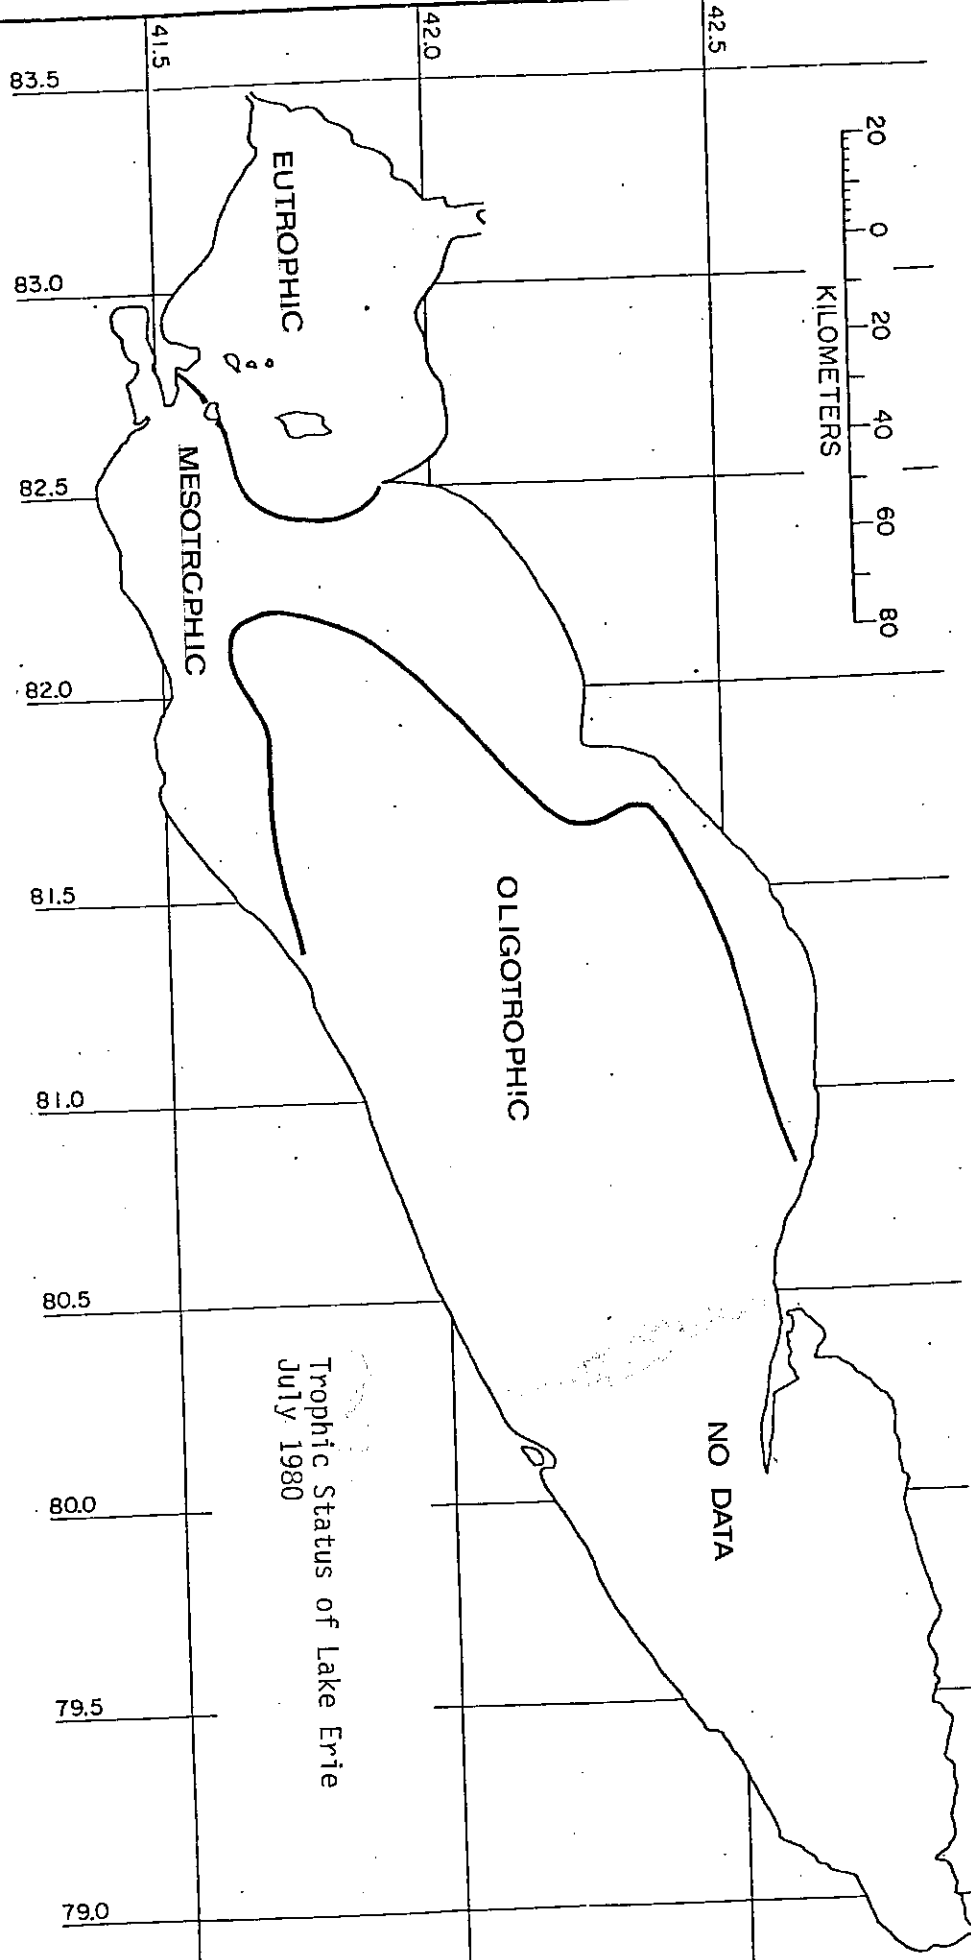 42.5
42.0
41.5
20 0 20 40 60 80
KILOMETERS
EUTROPHIC
MESOTRCPHIC
OLIGOTROPHIC
NO DATA
83.5
83.0
82.5
82.0
81.5
81.0
80.5
80.0
79.5
79.0
Trophic Status of Lake Erie
July 1980